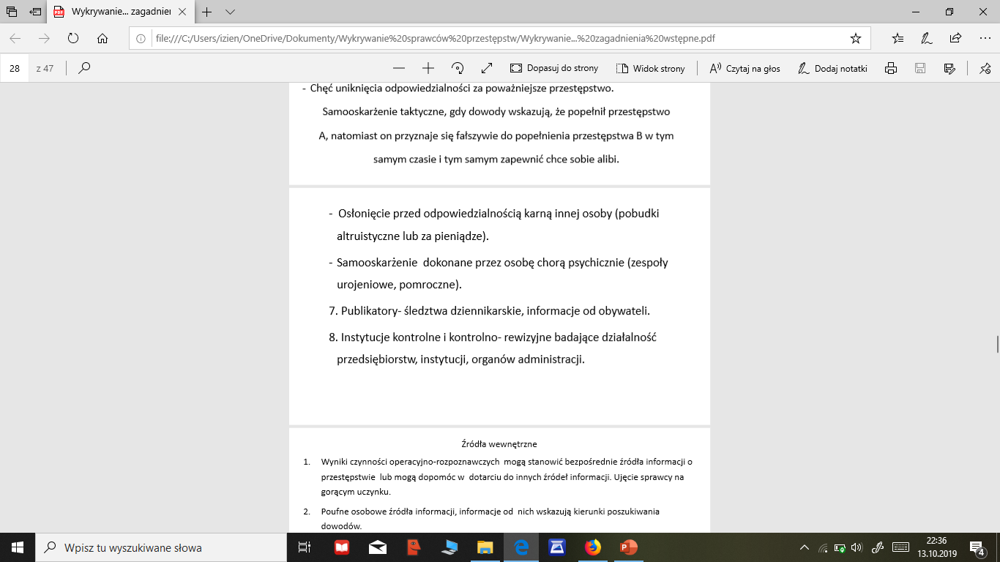 Wykrywanie... zagadnier
file:///C:/Users/izien/OneDrive/Dokumenty/Wykrywanie%20sprawców%20przestępstw/Wykrywanie...%20zagadnienia%20wstępne.pdf
28 z 47 Dopasuj do strony Widok strony Czytaj na głos Dodaj notatki
- Chęć uniknięcia odpowiedzialności za poważniejsze przestępstwo.
Samooskarżenie taktyczne, gdy dowody wskazują, że popełnił przestępstwo
A, natomiast on przyznaje się fałszywie do popełnienia przestępstwa B w tym
samym czasie i tym samym zapewnić chce sobie alibi.
- Osłonięcie przed odpowiedzialnością karną innej osoby (pobudki
altruistyczne lub za pieniądze).
- Samooskarżenie dokonane przez osobę chorą psychicznie (zespoły
urojeniowe, pomroczne).
7. Publikatory- śledztwa dziennikarskie, informacje od obywateli.
8. Instytucje kontrolne i kontrolno- rewizyjne badające działalność
przedsiębiorstw, instytucji, organów administracji.
Źródła wewnętrzne
1. Wyniki czynności operacyjno-rozpoznawczych mogą stanowić bezpośrednie źródła informacji o
przestępstwie lub mogą dopomóc w dotarciu do innych źródeł informacji. Ujęcie sprawcy na
gorącym uczynku.
2. Poufne osobowe źródła informacji, informacje od nich wskazują kierunki poszukiwania
dowodów.
Wpisz tu wyszukiwane słowa
22:36
13.10.2019
4